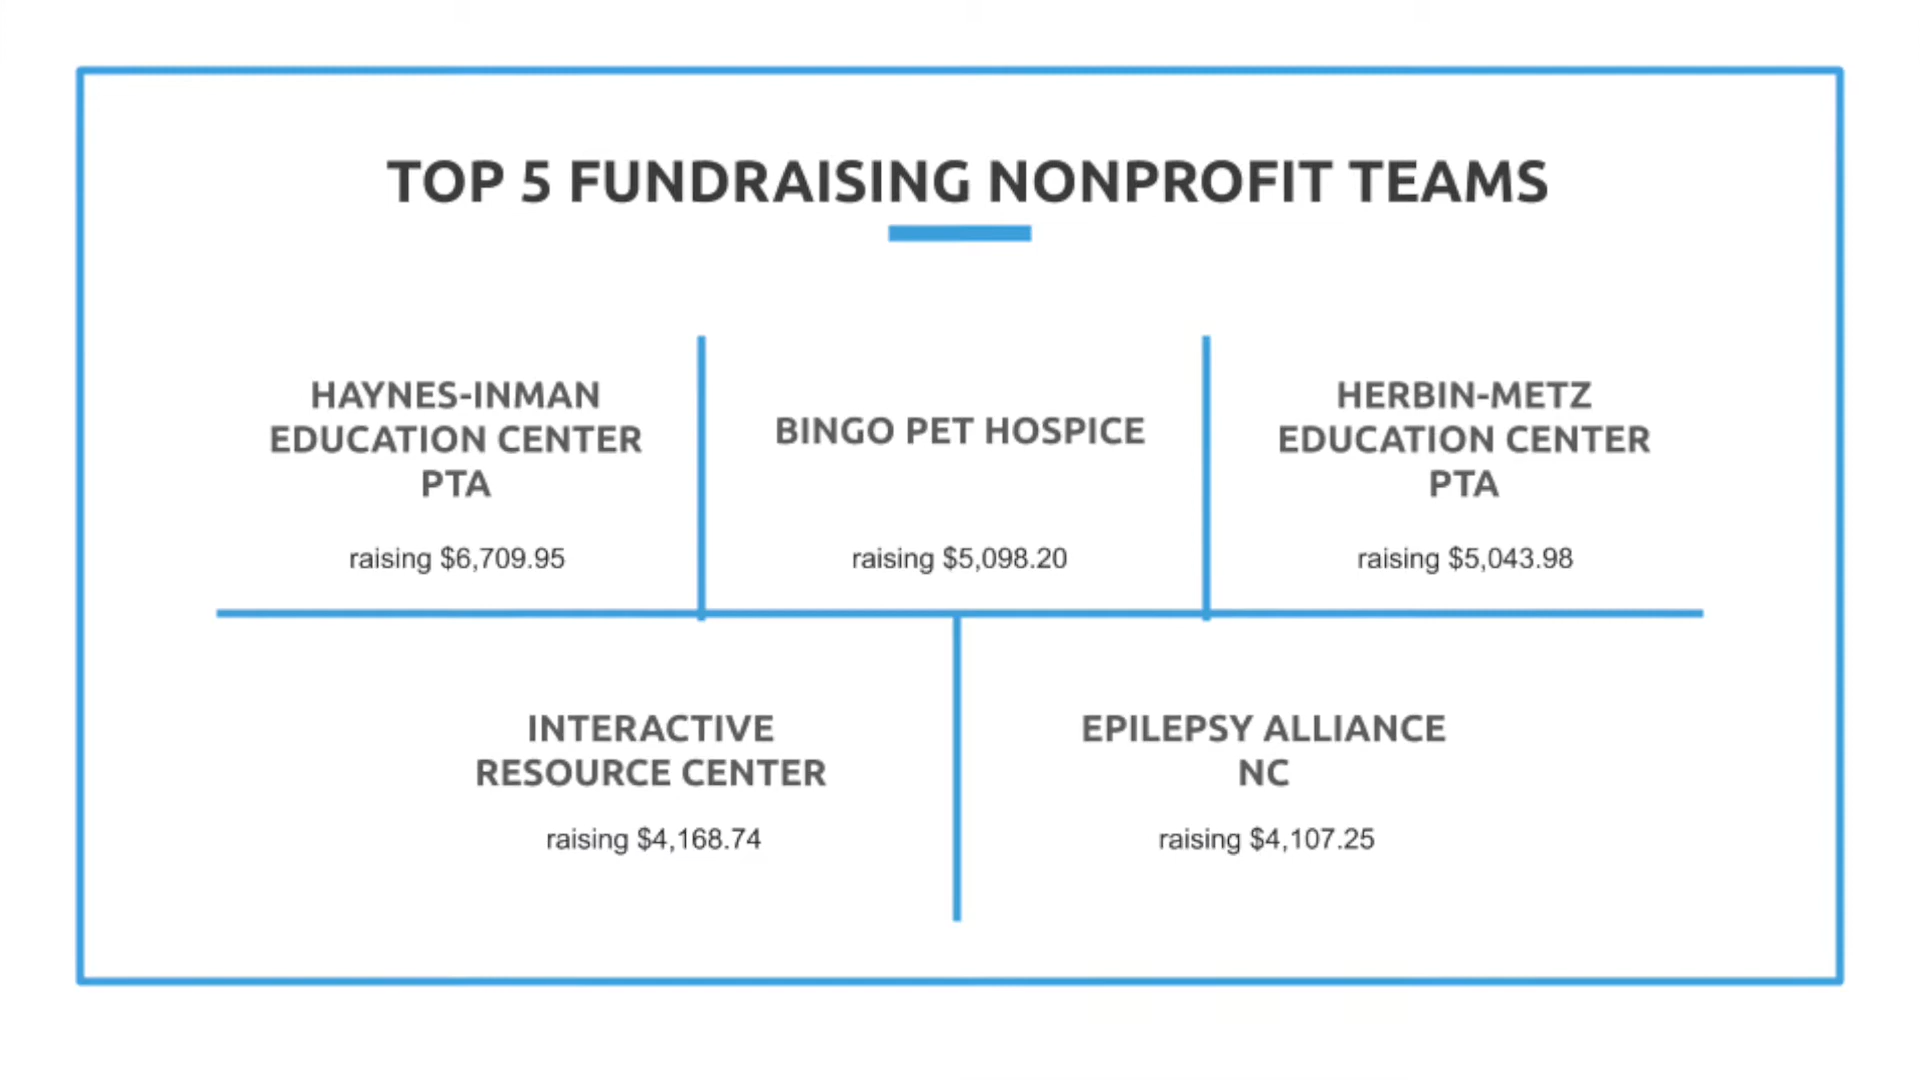 TOP 5 FUNDRAISING NONPROFIT TEAMS
HAYNES-INMAN
EDUCATION CENTER
PTA
raising $6,709.95
BINGO PET HOSPICE
raising $5,098.20
HERBIN-METZ
EDUCATION CENTER
PTA
raising $5,043.98
INTERACTIVE
RESOURCE CENTER
raising $4,168.74
EPILEPSY ALLIANCE
NC
raising $4,107.25